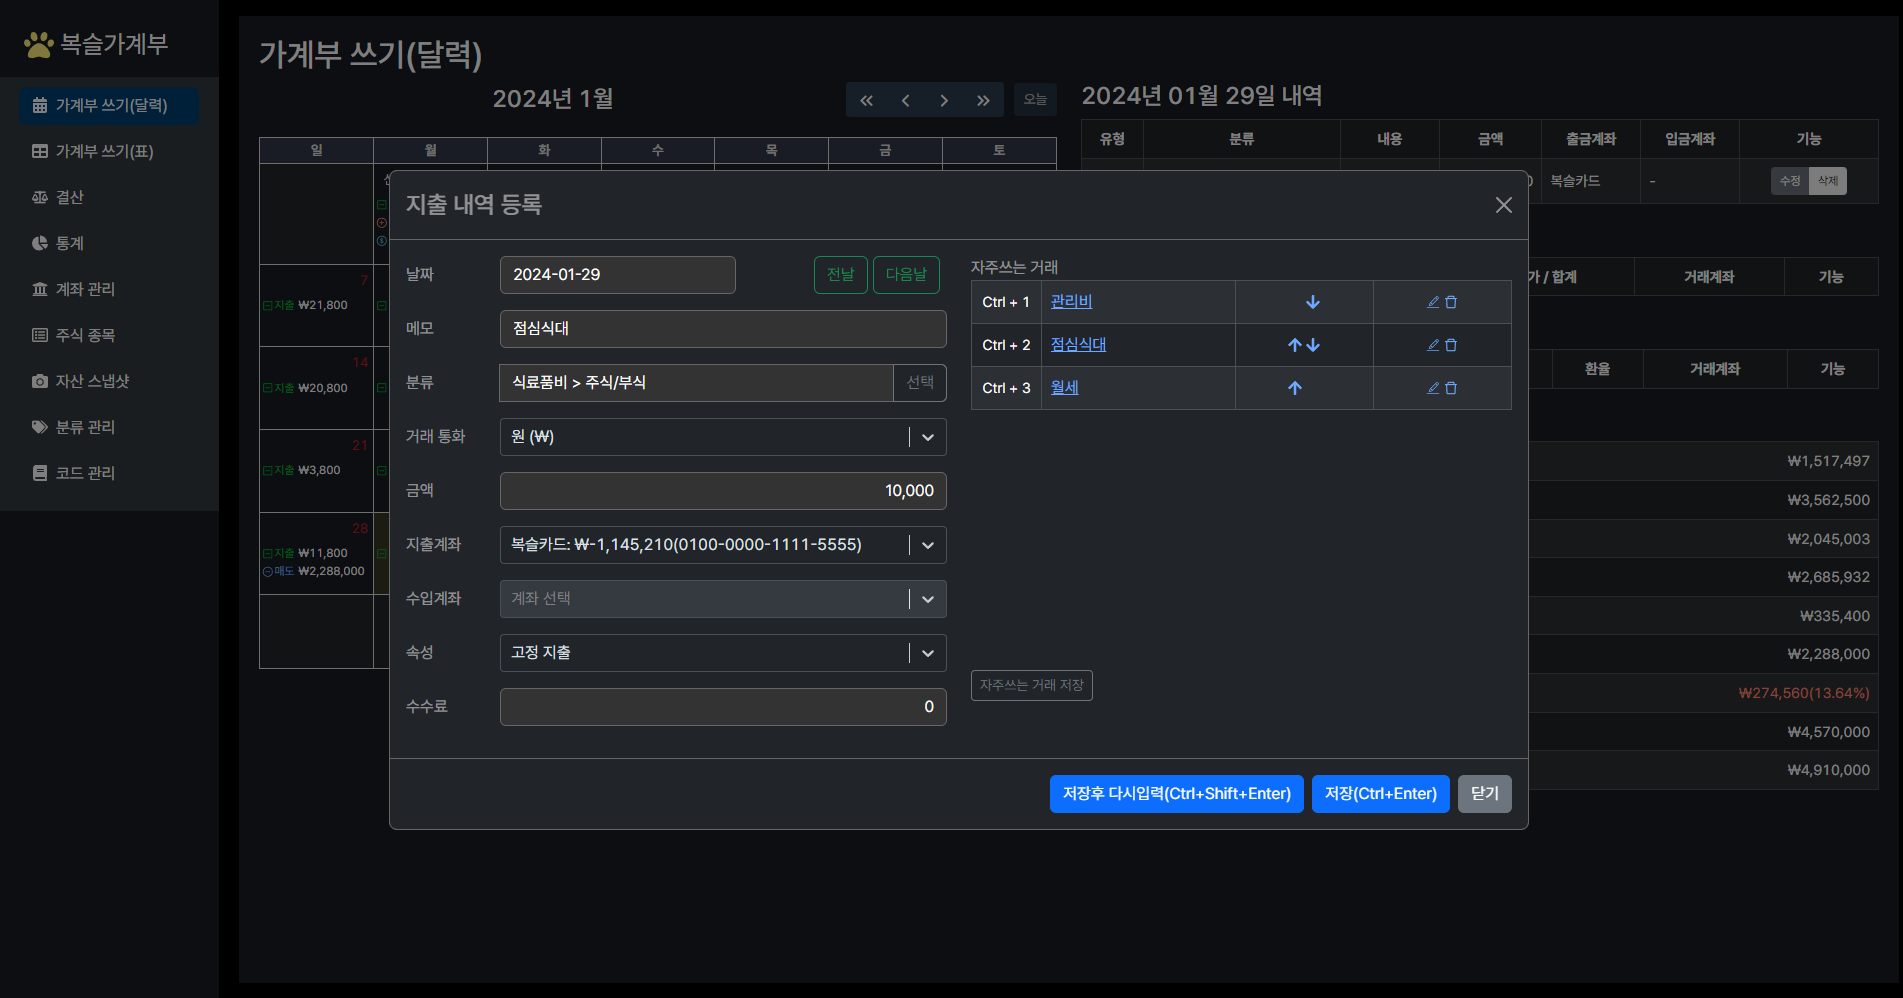 복슬가계부
가계부 쓰기(달력)
가계부 쓰기(표)
결산
통계
계좌 관리
주식 종목
자산 스냅샷
분류 관리
코드 관리
가계부 쓰기(달력)
2024년 1월
오늘
일 월 화 수 목 금 토
7
지출 ₩21,800
14
지출 ₩20,800
21
지출 ₩3,800
28
지출 ₩11,800
매도 ₩2,288,000
2024년 01월 29일 내역
유형 분류 내용 금액 출금계좌 입금계좌 기능
0 복슬카드 - 수정 삭제
가 / 합계 거래계좌 기능
환율 거래계좌 기능
₩1,517,497
₩3,562,500
₩2,045,003
₩2,685,932
₩335,400
₩2,288,000
₩274,560(13.64%)
₩4,570,000
₩4,910,000
지출 내역 등록
날짜 2024-01-29 전날 다음날
메모 점심식대
분류 식료품비 > 주식/부식 선택
거래 통화 원 (₩)
금액 10,000
지출계좌 복슬카드: ₩-1,145,210(0100-0000-1111-5555)
수입계좌 계좌 선택
속성 고정 지출
수수료 0
자주쓰는 거래
Ctrl + 1 관리비
Ctrl + 2 점심식대
Ctrl + 3 월세
자주쓰는 거래 저장
저장후 다시입력(Ctrl+Shift+Enter) 저장(Ctrl+Enter) 닫기